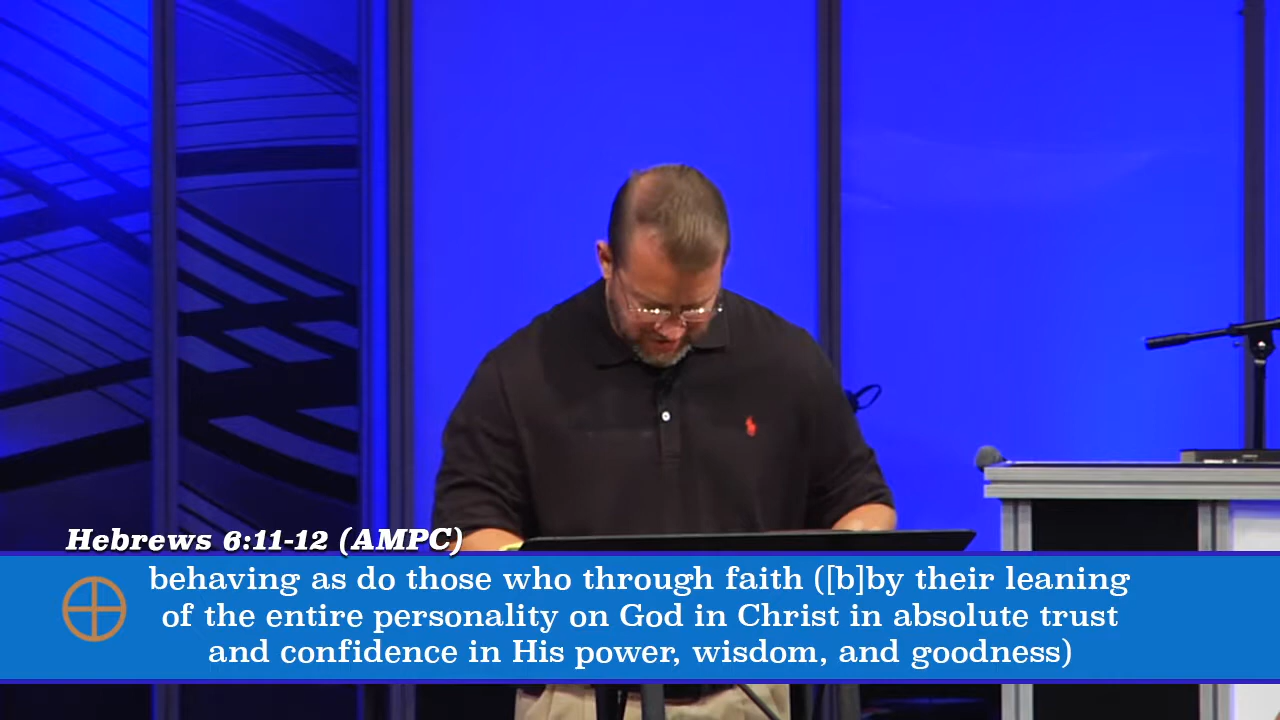 Hebrews 6:11-12 (AMPC)
behaving as do those who through faith ([b]by their leaning
of the entire personality on God in Christ in absolute trust
and confidence in His power, wisdom, and goodness)